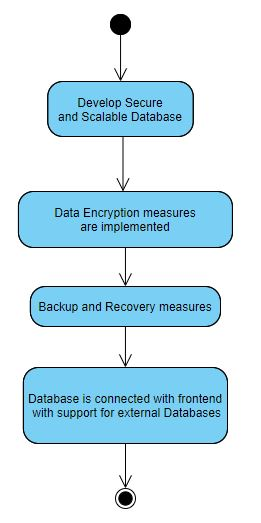 Develop Secure
and Scalable Database
Data Encryption measures
are implemented
Backup and Recovery measures
Database is connected with frontend
with support for external Databases